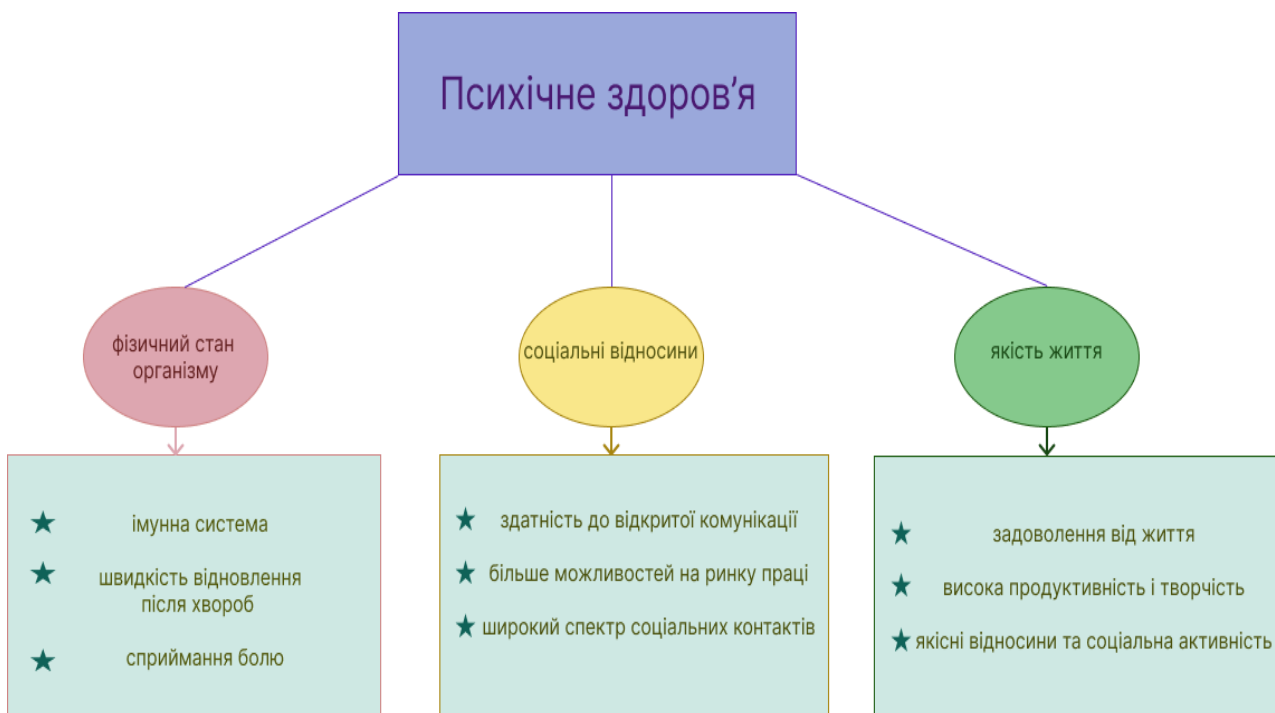 Психічне здоров’я
фізичний стан
організму
соціальні відносини
якість життя
імунна система
швидкість відновлення
після хвороб
сприймання болю
здатність до відкритої комунікації
більше можливостей на ринку праці
широкий спектр соціальних контактів
задоволення від життя
висока продуктивність і творчість
якісні відносини та соціальна активність